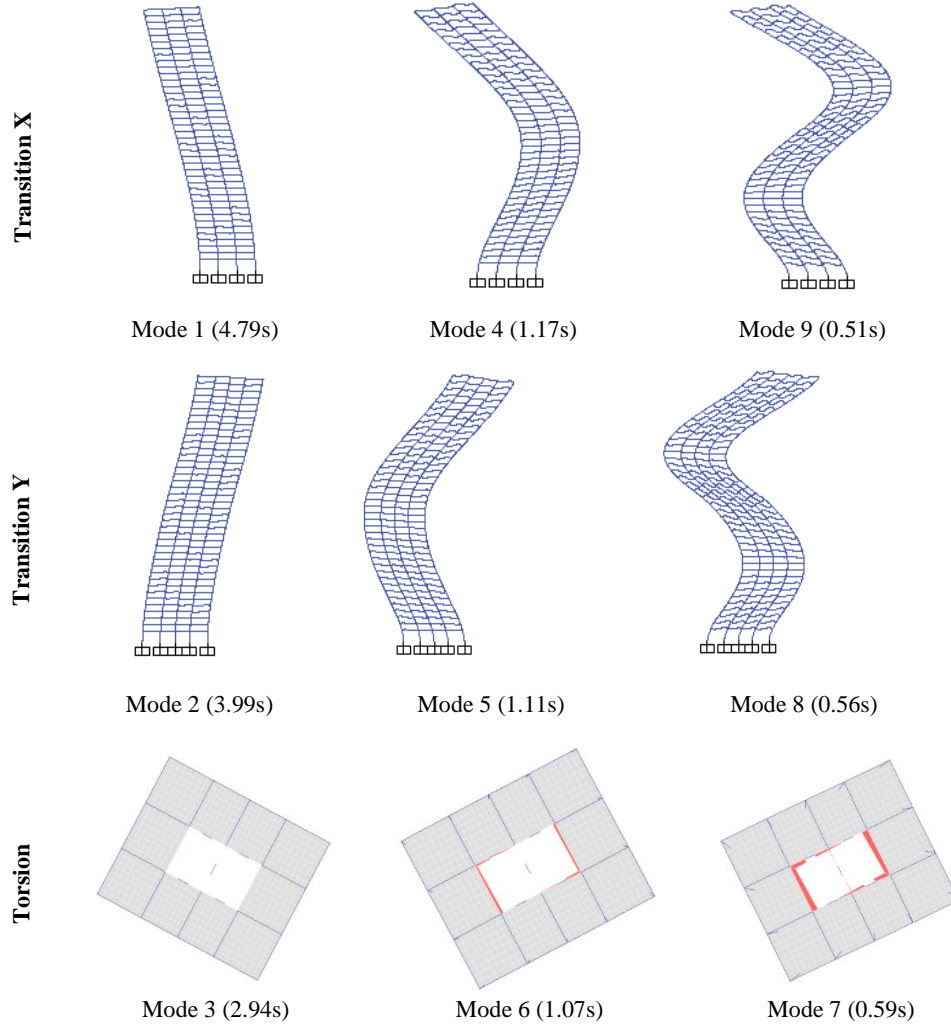 Transition X
Mode 1 (4.79s)
Mode 4 (1.17s)
Mode 9 (0.51s)
Transition Y
Mode 2 (3.99s)
Mode 5 (1.11s)
Mode 8 (0.56s)
Torsion
Mode 3 (2.94s)
Mode 6 (1.07s)
Mode 7 (0.59s)